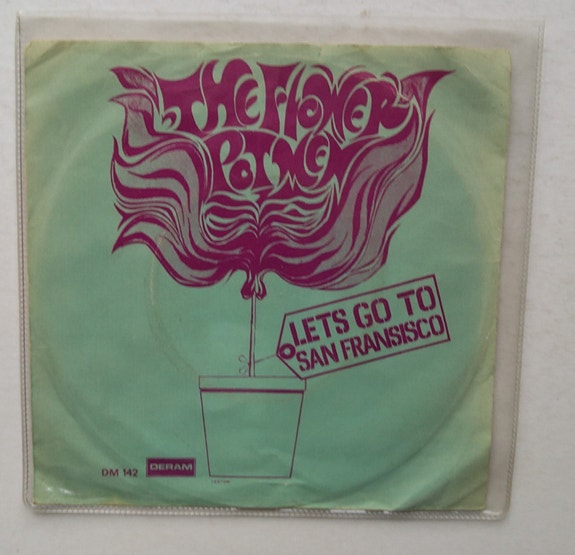 THE FLOWER
POT MEN
LETS GO TO
SAN FRANSISCO
DM 142 DERAM